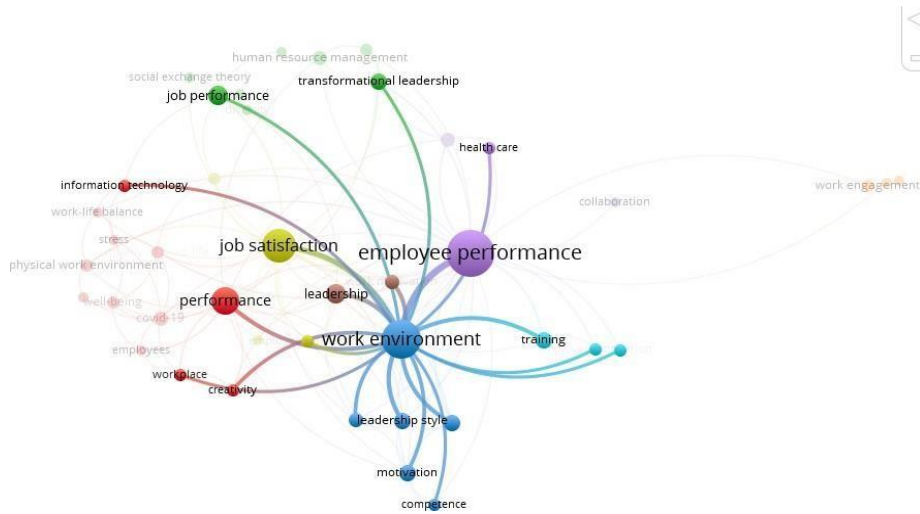 human resource management
social exchange theory
transformational leadership
job performance
health care
information technology
work engagement
collaboration
work-life balance
stress
job satisfaction
employee performance
physical work environment
leadership
performance
well-being
covid-19
work environment
training
employees
workplace
creativity
leadership style
motivation
competence